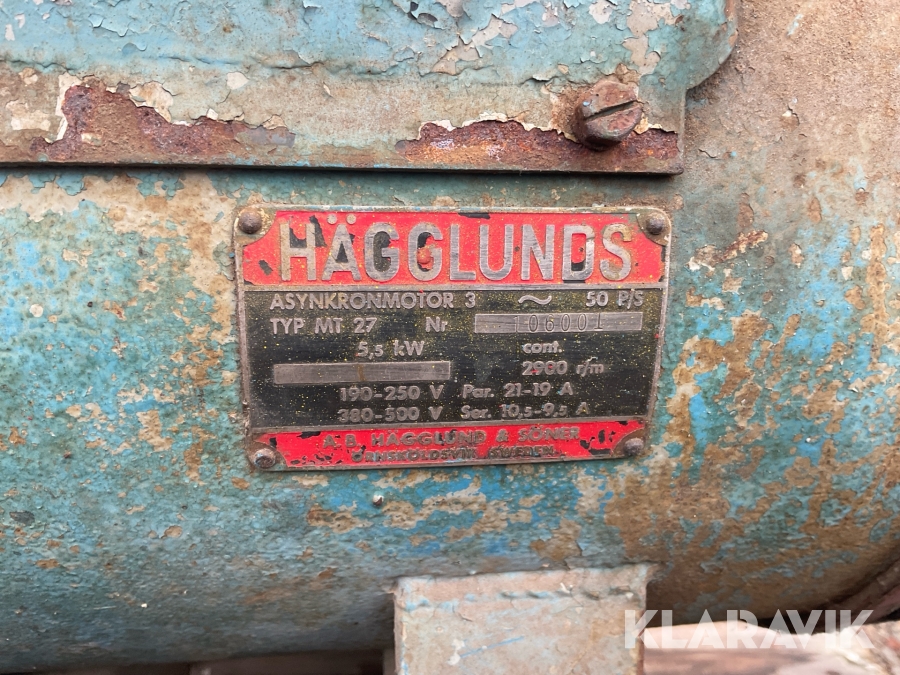 HÄGGLUNDS
ASYNKRONMOTOR 3 ~ 50 P/S
TYP MT 27 Nr 106001
5,5 kW cont.
2900 r/m
190-250 V Par. 21-19 A
380-500 V Ser. 10,5-9,5 A
A.B. HÄGGLUND & SÖNER
ÖRNSKÖLDSVIK, SWEDEN
KLARAVIK